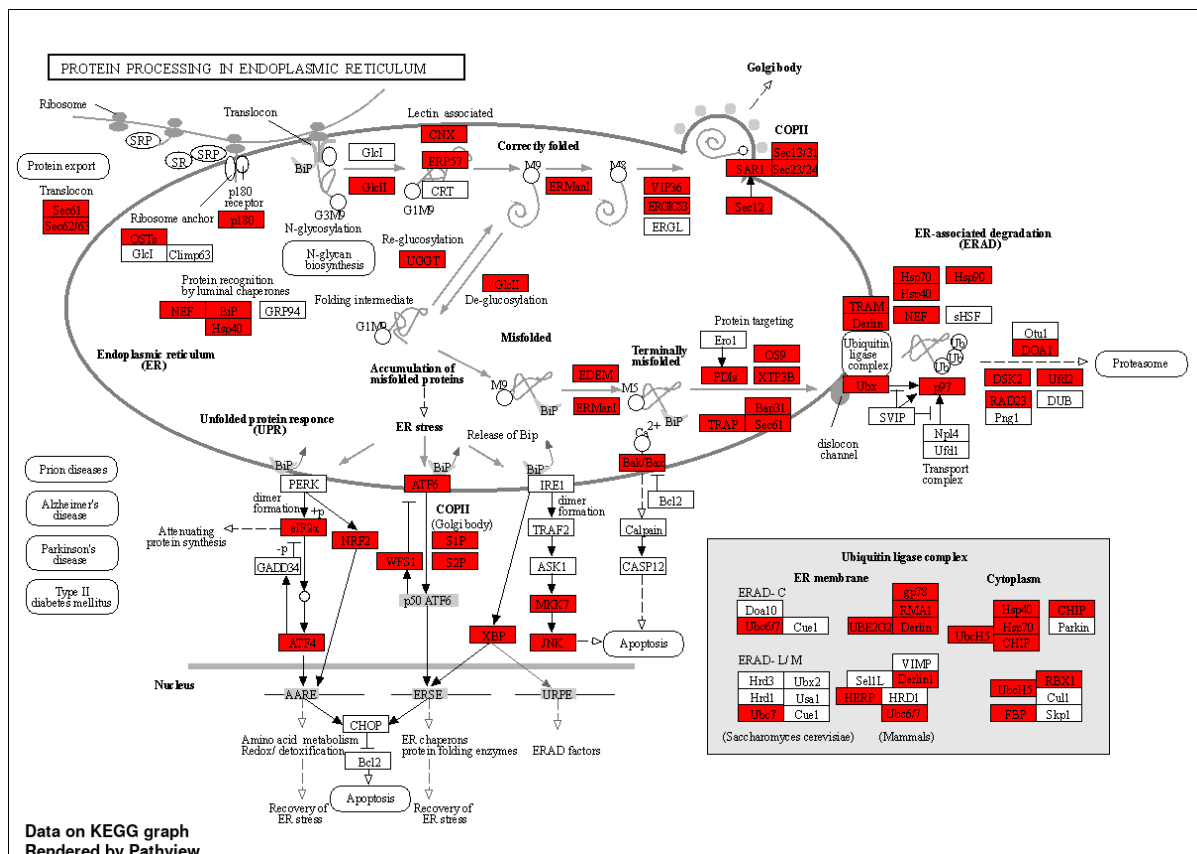 PROTEIN PROCESSING IN ENDOPLASMIC RETICULUM
Golgi body
Ribosome
Translocon
Lectin associated
COPII
SRP
SR
SRP
Protein export
GlcI
CNX
Correctly folded
Sec13/31
BiP
ERP57
M9
M8
SAR1
Sec23/24
Translocon
p180
receptor
GlcII
CRT
ERManI
VIP36
Sec61
Sec62/63
Ribosome anchor
p180
G3M9
G1M9
ERGIC53
Sec12
N-glycosylation
ERGL
OSTs
GlcI
Climp63
N-glycan
biosynthesis
Re-glucosylation
UGGT
ER-associated degradation
(ERAD)
Protein recognition
by luminal chaperones
GlcII
De-glucosylation
Hsp70
Hsp90
Hsp40
NEF
BiP
GRP94
Hsp40
Folding intermediate
TRAM
Derlin
NEF
sHSF
G1M9
Misfolded
Protein targeting
Ero1
Otu1
DOA1
Endoplasmic reticulum
(ER)
Terminally
misfolded
OS9
Ubiquitin
ligase
complex
Ub
Ub
Ub
Proteasome
Accumulation of
misfolded proteins
M9
EDEM
M5
PDIs
XTP3B
Ubx
p97
DSK2
Ufd2
BiP
ERManI
BiP
Bap31
SVIP
RAD23
DUB
Unfolded protein responce
(UPR)
ER stress
Release of Bip
Ca2+
TRAP
Sec61
Png1
dislocon
channel
Npl4
Ufd1
Transport
complex
BiP
BiP
BiP
Bak/Bax
Prion diseases
PERK
ATF6
IRE1
Bcl2
Alzheimer's
disease
dimer
formation
+p
COPII
(Golgi body)
dimer
formation
Attenuating
protein synthesis
eIF2α
NRF2
S1P
TRAF2
Calpain
Parkinson's
disease
-p
GADD34
WFS1
S2P
ASK1
CASP12
Type II
diabetes mellitus
p50 ATF6
MKK7
ATF4
XBP
JNK
Apoptosis
Nucleus
AARE
ERSE
URPE
CHOP
Amino acid metabolism
Redox/ detoxification
ER chaperons
protein folding enzymes
ERAD factors
Bcl2
Apoptosis
Recovery of
ER stress
Recovery of
ER stress
Ubiquitin ligase complex
ER membrane
Cytoplasm
ERAD- C
gp78
Doa10
RMA1
Hsp40
CHIP
Ubc6/7
Cue1
UBE2G2
Derlin
UbcH5
Hsp70
Parkin
CHIP
ERAD- L/ M
VIMP
Hrd3
Ubx2
Sel1L
Derlin1
RBX1
Hrd1
Usa1
HERP
HRD1
UbcH5
Cul1
Ubc7
Cue1
Ubc6/7
FBP
Skp1
(Saccharomyces cerevisiae)
(Mammals)
Data on KEGG graph
Rendered by Pathview